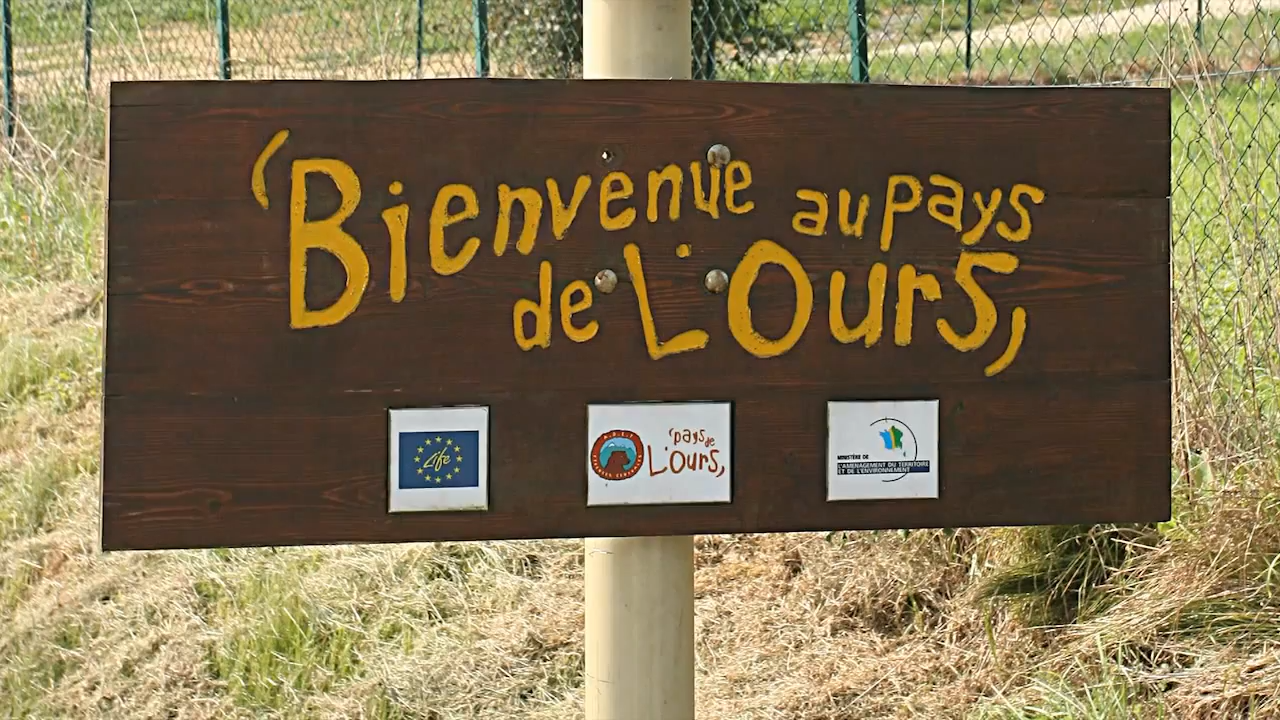 Bienvenue au pays
de L'Ours,
Life
A.D.E.T
pays de
L'Ours,
MINISTÈRE DE
L'AMÉNAGEMENT DU TERRITOIRE
ET DE L'ENVIRONNEMENT